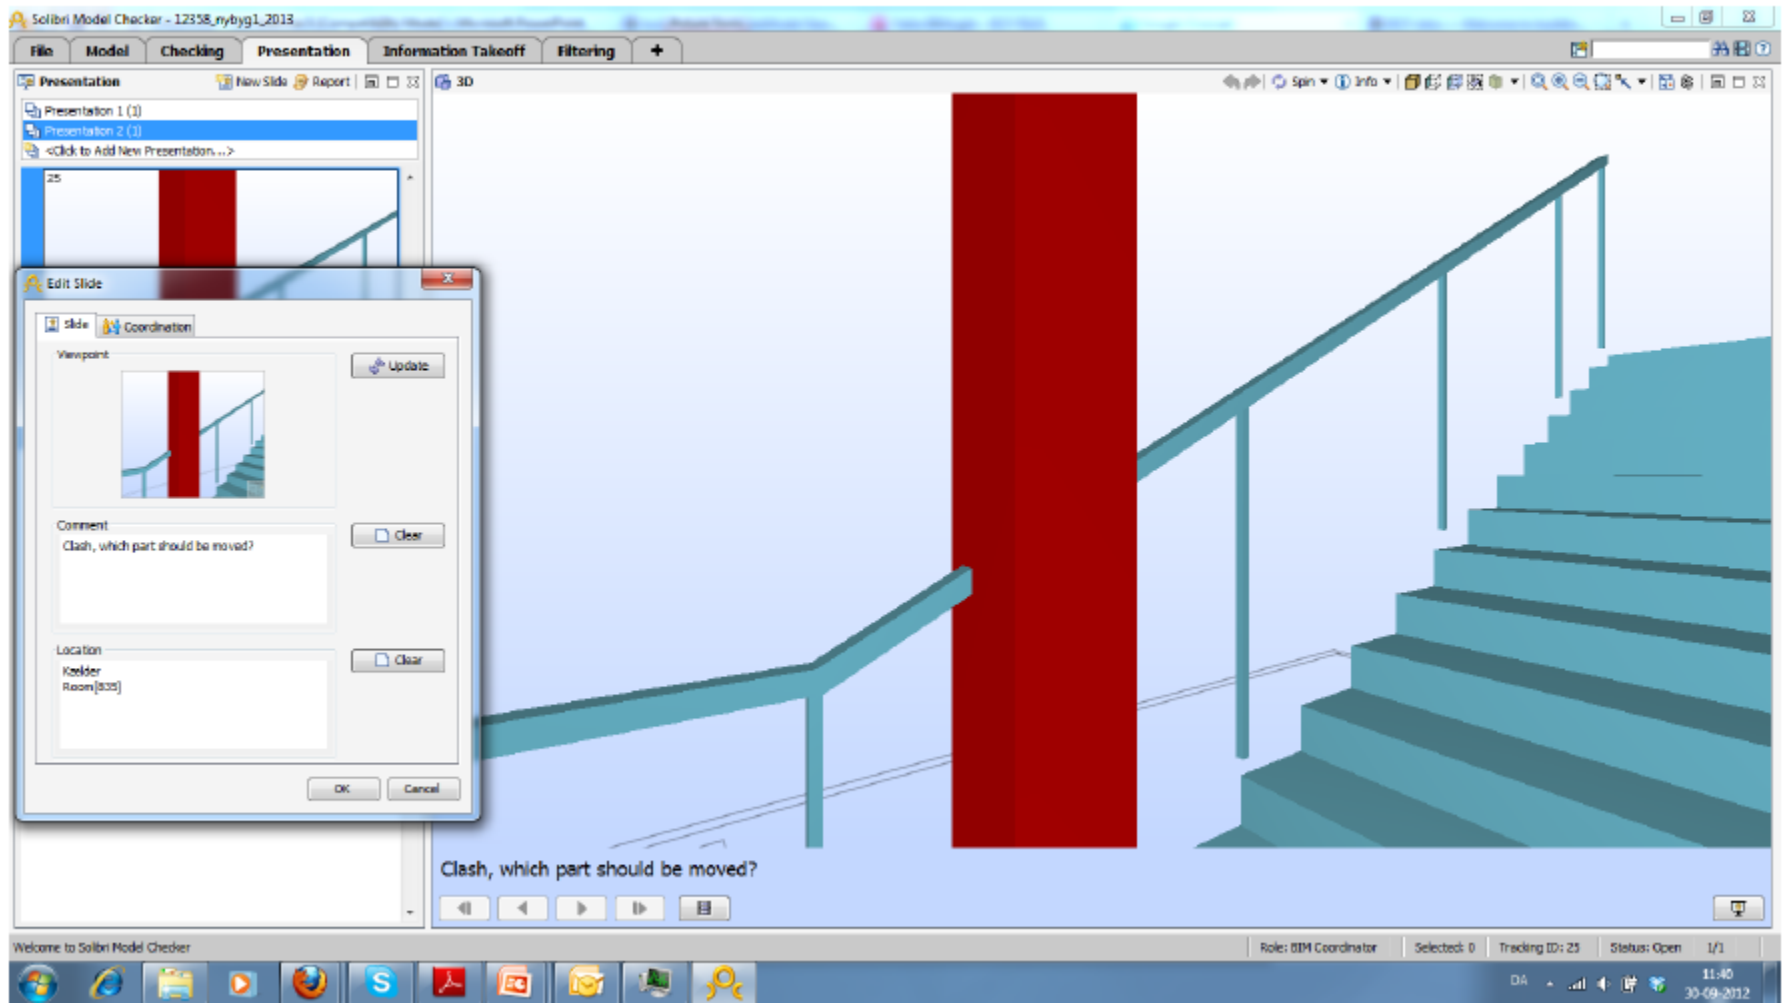 Solibri Model Checker - 12358_nybyg1_2013
File Model Checking Presentation Information Takeoff Filtering +
Presentation New Slide Report
3D Spin Info
Presentation 1 (1)
Presentation 2 (1)
<Click to Add New Presentation...>
25
Edit Slide
Slide Coordination
Viewpoint
Update
Comment
Clash, which part should be moved?
Clear
Location
Kælder
Room[835]
Clear
OK Cancel
Clash, which part should be moved?
Welcome to Solibri Model Checker
Role: BIM Coordinator Selected: 0 Tracking ID: 25 Status: Open 1/1
DA
11:40
30-09-2012